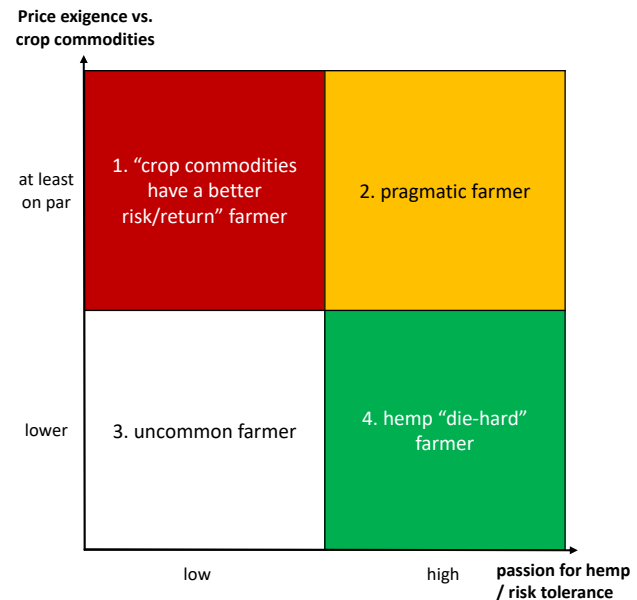 Price exigence vs.
crop commodities
at least
on par
1. “crop commodities
have a better
risk/return” farmer
2. pragmatic farmer
lower
3. uncommon farmer
4. hemp “die-hard”
farmer
low
high
passion for hemp
/ risk tolerance